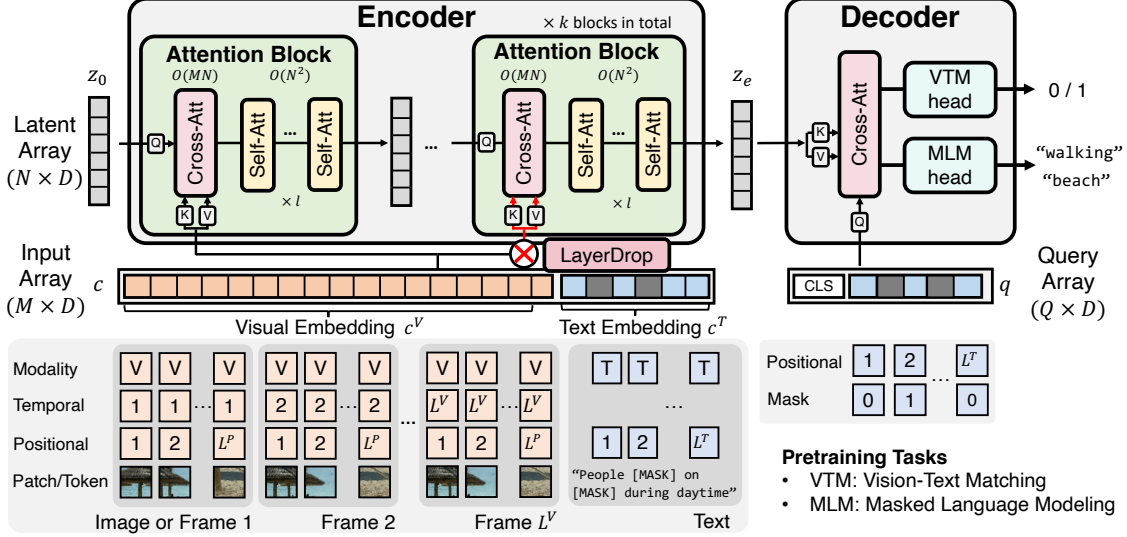 Encoder
× k blocks in total
Decoder
Attention Block
Attention Block
z_0
O(MN)
O(N²)
O(MN)
O(N²)
z_e
Latent
Array
(N × D)
Q
Cross-Att
Self-Att
...
Self-Att
× l
K
V
...
Q
Cross-Att
Self-Att
...
Self-Att
× l
K
V
K
V
Cross-Att
Q
VTM
head
0 / 1
MLM
head
“walking”
“beach”
Input
Array
(M × D)
c
LayerDrop
CLS
q
Query
Array
(Q × D)
Visual Embedding c^V
Text Embedding c^T
Modality
V V V
V V V
V V V
T T T
Temporal
1 1 ... 1
2 2 ... 2
...
L^V L^V ... L^V
...
Positional
1 2 L^P
1 2 L^P
1 2 L^P
1 2 L^T
Patch/Token
“People [MASK] on
[MASK] during daytime”
Image or Frame 1
Frame 2
Frame L^V
Text
Positional
1 2 ... L^T
Mask
0 1 0
Pretraining Tasks
• VTM: Vision-Text Matching
• MLM: Masked Language Modeling